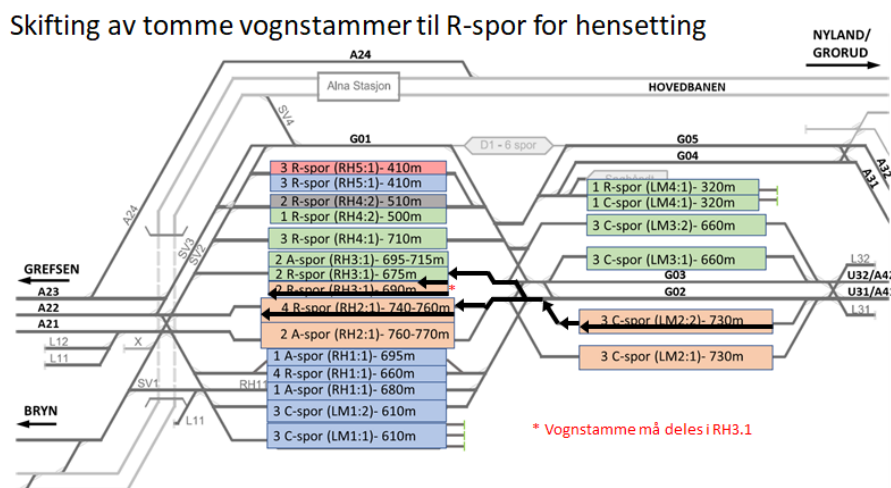 Skifting av tomme vognstammer til R-spor for hensetting
NYLAND/
GRORUD
A24
Alna Stasjon
HOVEDBANEN
SV4
G01
D1 - 6 spor
G05
G04
A32
A31
3 R-spor (RH5:1)- 410m
3 R-spor (RH5:1)- 410m
2 R-spor (RH4:2)- 510m
1 R-spor (RH4:2)- 500m
3 R-spor (RH4:1)- 710m
2 A-spor (RH3:1)- 695-715m
2 R-spor (RH3:1)- 675m
2 R-spor (RH3:1)- 690m
*
4 R-spor (RH2:1)- 740-760m
2 A-spor (RH2:1)- 760-770m
1 A-spor (RH1:1)- 695m
4 R-spor (RH1:1)- 660m
1 A-spor (RH1:1)- 680m
3 C-spor (LM1:2)- 610m
3 C-spor (LM1:1)- 610m
1 R-spor (LM4:1)- 320m
1 C-spor (LM4:1)- 320m
3 C-spor (LM3:2)- 660m
3 C-spor (LM3:1)- 660m
G03
G02
3 C-spor (LM2:2)- 730m
3 C-spor (LM2:1)- 730m
L32
U32/A42
U31/A41
L31
A24
SV3
SV2
GREFSEN
A23
A22
A21
L12
L11
X
SV1
RH11
L11
BRYN
* Vognstamme må deles i RH3.1